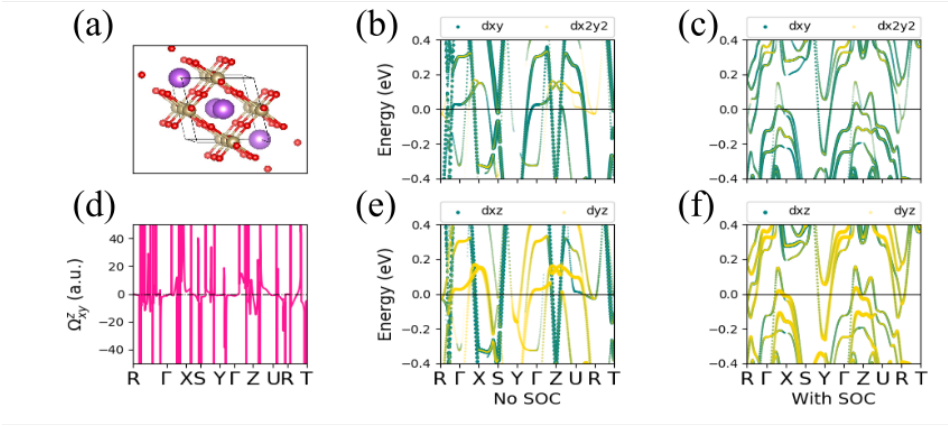 (a)
(b)
dxy dx2y2
Energy (eV)
0.4
0.2
0.0
−0.2
−0.4
(c)
dxy dx2y2
0.4
0.2
0.0
−0.2
−0.4
(d)
Ω^z_xy (a.u.)
40
20
0
−20
−40
R Γ X S Y Γ Z U R T
(e)
dxz dyz
Energy (eV)
0.4
0.2
0.0
−0.2
−0.4
R Γ X S Y Γ Z U R T
No SOC
(f)
dxz dyz
0.4
0.2
0.0
−0.2
−0.4
R Γ X S Y Γ Z U R T
With SOC